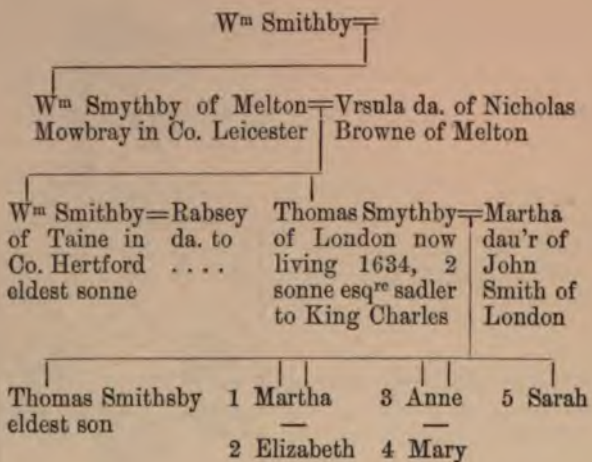 Wᵐ Smithby
Wᵐ Smythby of Melton Vrsula da. of Nicholas
Mowbray in Co. Leicester Browne of Melton
Wᵐ Smithby=Rabsey Thomas Smythby Martha
of Taine in da. to of London now dau'r of
Co. Hertford . . . . living 1634, 2 John
eldest sonne sonne esqʳᵉ sadler Smith of
to King Charles London
Thomas Smithsby 1 Martha 3 Anne 5 Sarah
eldest son
2 Elizabeth 4 Mary